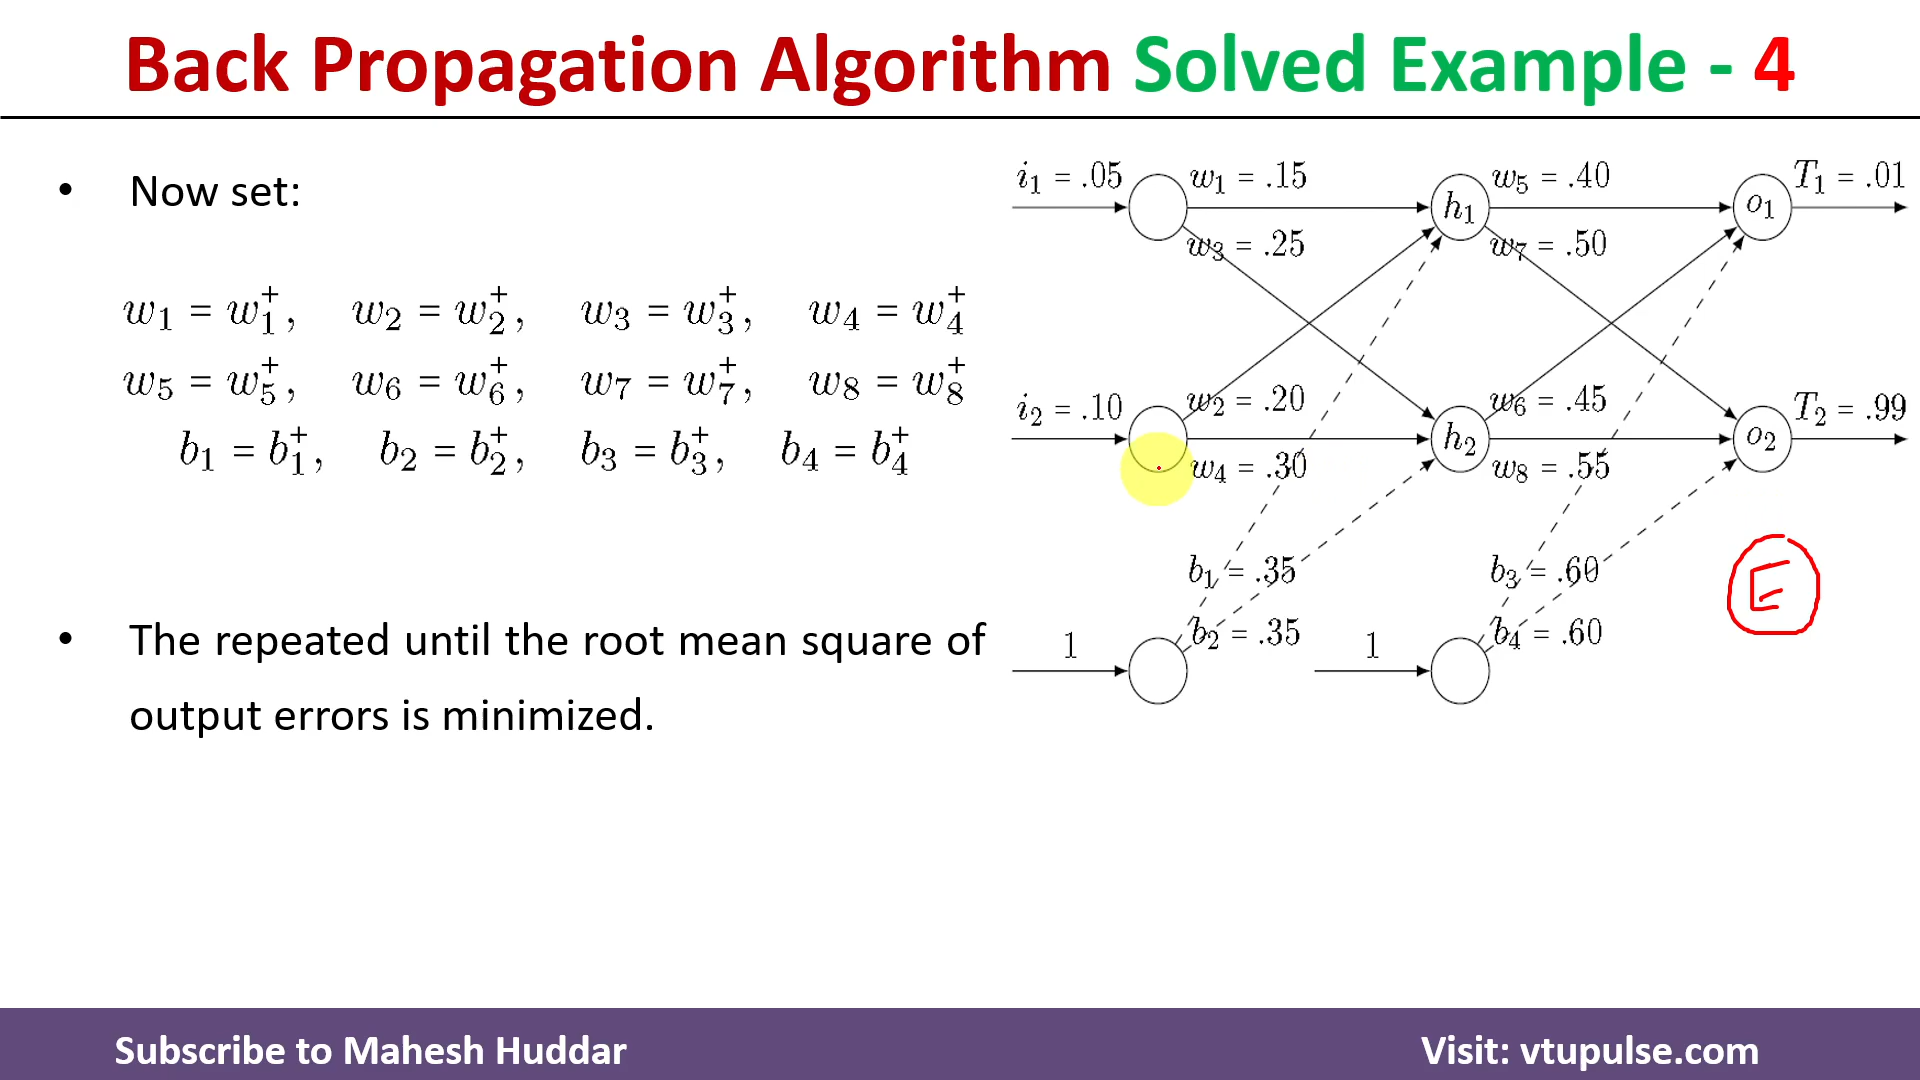 Back Propagation Algorithm Solved Example - 4
• Now set:
w₁ = w₁⁺, w₂ = w₂⁺, w₃ = w₃⁺, w₄ = w₄⁺
w₅ = w₅⁺, w₆ = w₆⁺, w₇ = w₇⁺, w₈ = w₈⁺
b₁ = b₁⁺, b₂ = b₂⁺, b₃ = b₃⁺, b₄ = b₄⁺
• The repeated until the root mean square of
output errors is minimized.
i₁ = .05 w₁ = .15 h₁ w₅ = .40 o₁ T₁ = .01
w₃ = .25 w₇ = .50
i₂ = .10 w₂ = .20 h₂ w₆ = .45 o₂ T₂ = .99
w₄ = .30 w₈ = .55
b₁ = .35 b₃ = .60
E
1 b₂ = .35 1 b₄ = .60
Subscribe to Mahesh Huddar
Visit: vtupulse.com